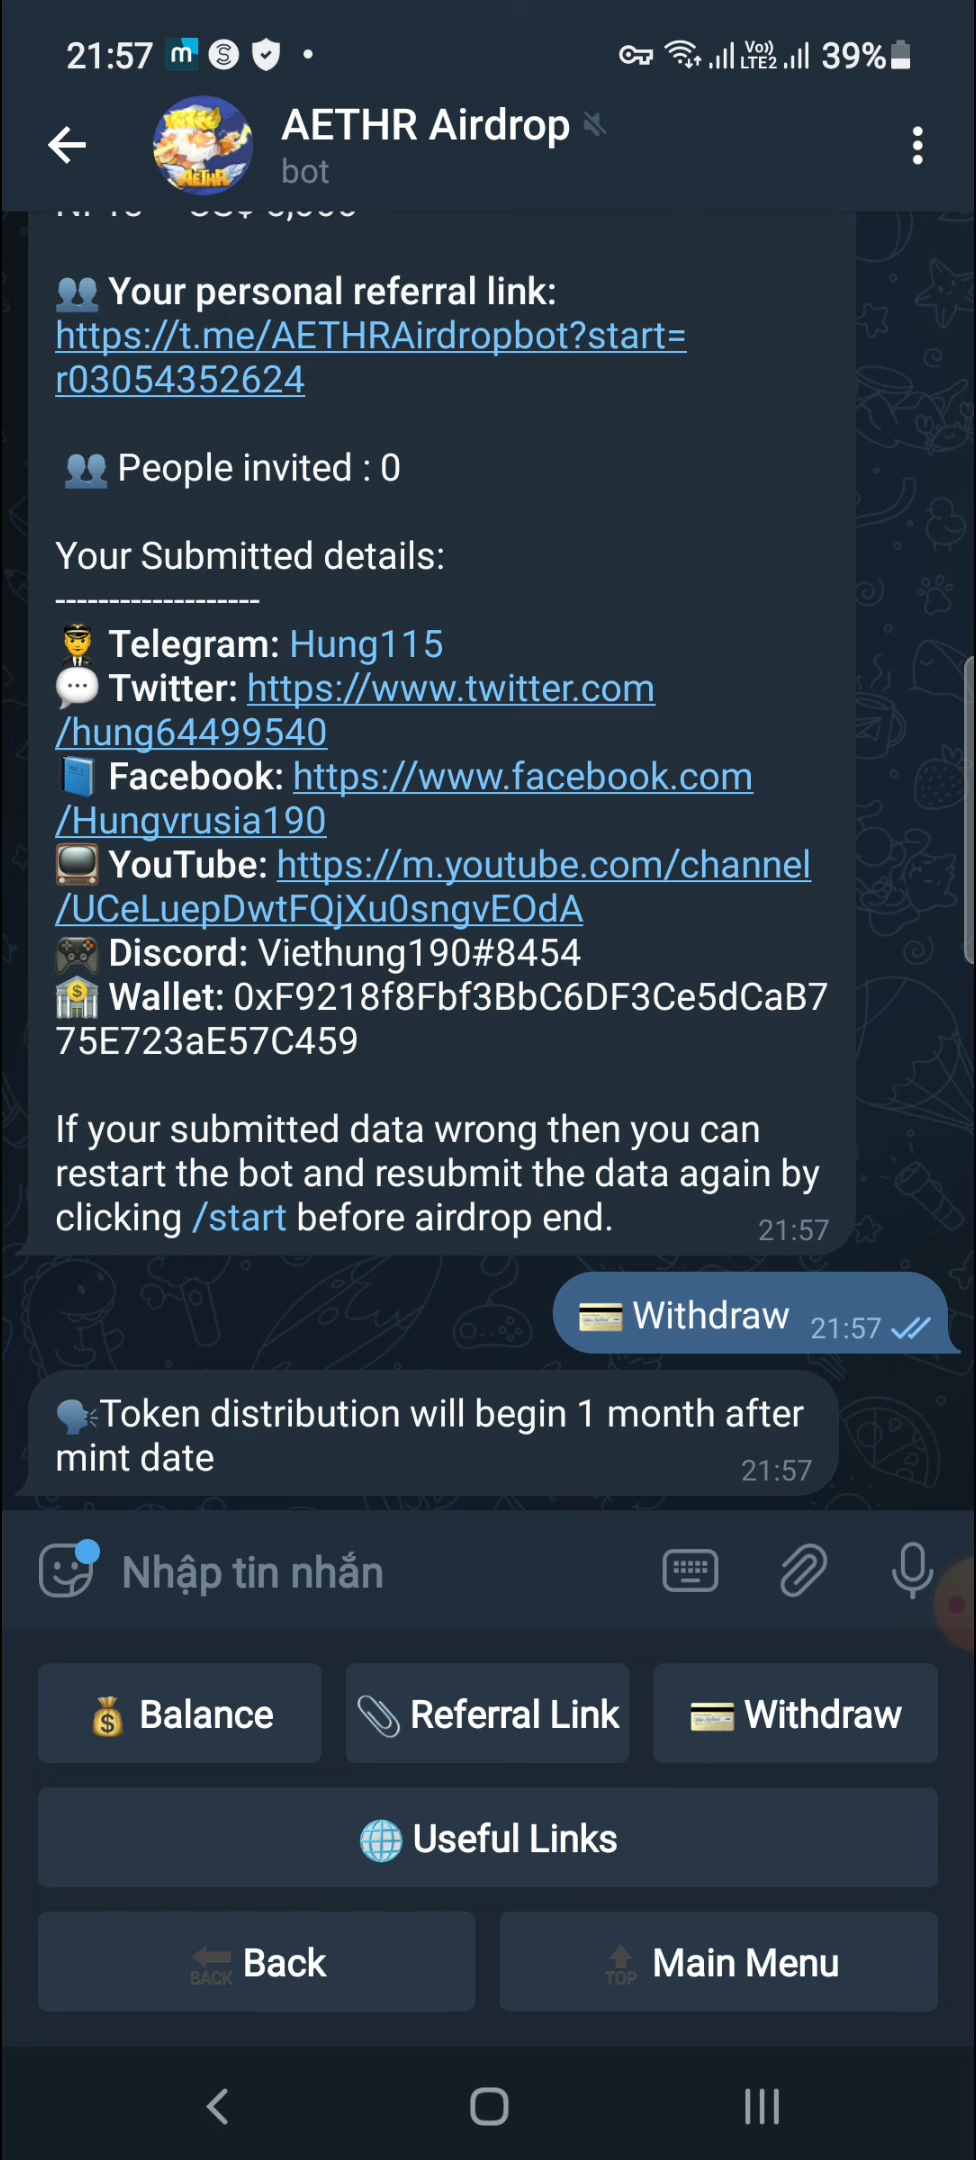 21:57 m S
Vo)) LTE2 39%
AETHR Airdrop
bot
👥 Your personal referral link:
https://t.me/AETHRAirdropbot?start=
r03054352624
👥 People invited : 0
Your Submitted details:
-------------------
Telegram: Hung115
Twitter: https://www.twitter.com
/hung64499540
Facebook: https://www.facebook.com
/Hungvrusia190
YouTube: https://m.youtube.com/channel
/UCeLuepDwtFQjXu0sngvEOdA
Discord: Viethung190#8454
Wallet: 0xF9218f8Fbf3BbC6DF3Ce5dCaB7
75E723aE57C459
If your submitted data wrong then you can
restart the bot and resubmit the data again by
clicking /start before airdrop end.
21:57
Withdraw 21:57
Token distribution will begin 1 month after
mint date
21:57
Nhập tin nhắn
Balance
Referral Link
Withdraw
Useful Links
BACK Back
TOP Main Menu